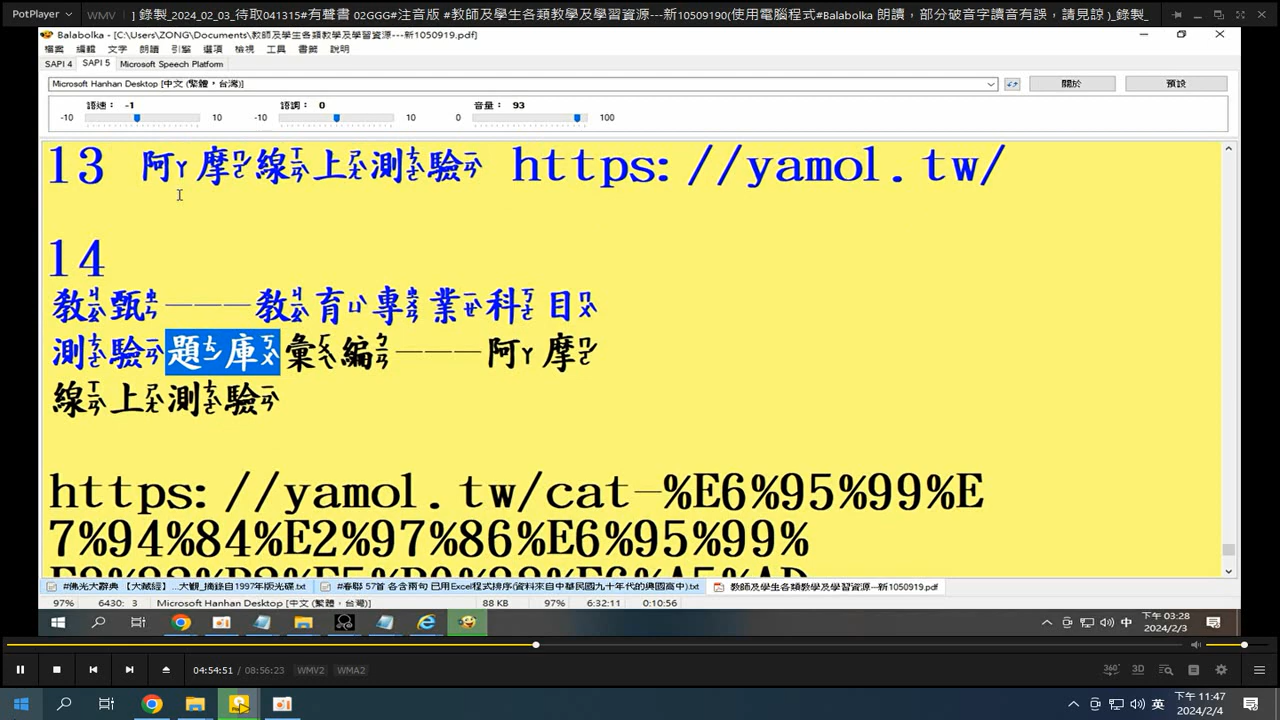 PotPlayer WMV ] 錄製_2024_02_03_待取041315#有聲書 02GGG#注音版 #教師及學生各類教學及學習資源---新10509190(使用電腦程式#Balabolka 朗讀，部分破音字讀音有誤，請見諒 )_錄製_
Balabolka - [C:\Users\ZONG\Documents\教師及學生各類教學及學習資源---新1050919.pdf]
檔案 編輯 文字 朗讀 引擎 選項 檢視 工具 書籤 說明
SAPI 4 SAPI 5 Microsoft Speech Platform
Microsoft Hanhan Desktop [中文 (繁體，台灣)] 關於 預設
語速： -1 語調： 0 音量： 93
-10 10 -10 10 0 100
13 阿摩線上測驗 https://yamol.tw/
14
教甄———教育專業科目
測驗題庫彙編———阿摩
線上測驗
https://yamol.tw/cat-%E6%95%99%E
7%94%84%E2%97%86%E6%95%99%
#佛光大辭典 【大藏經】 ...大觀_摘錄自1997年版光碟.txt #春聯 57首 各含兩句 已用Excel程式排序(資料來自中華民國九十年代的興國高中).txt 教師及學生各類教學及學習資源---新1050919.pdf
97% 6430: 3 Microsoft Hanhan Desktop [中文 (繁體，台灣)] 88 KB 97% 6:32:11 0:10:56
中 下午 03:28
2024/2/3
04:54:51 / 08:56:23 WMV2 WMA2 360° 3D
英 下午 11:47
2024/2/4